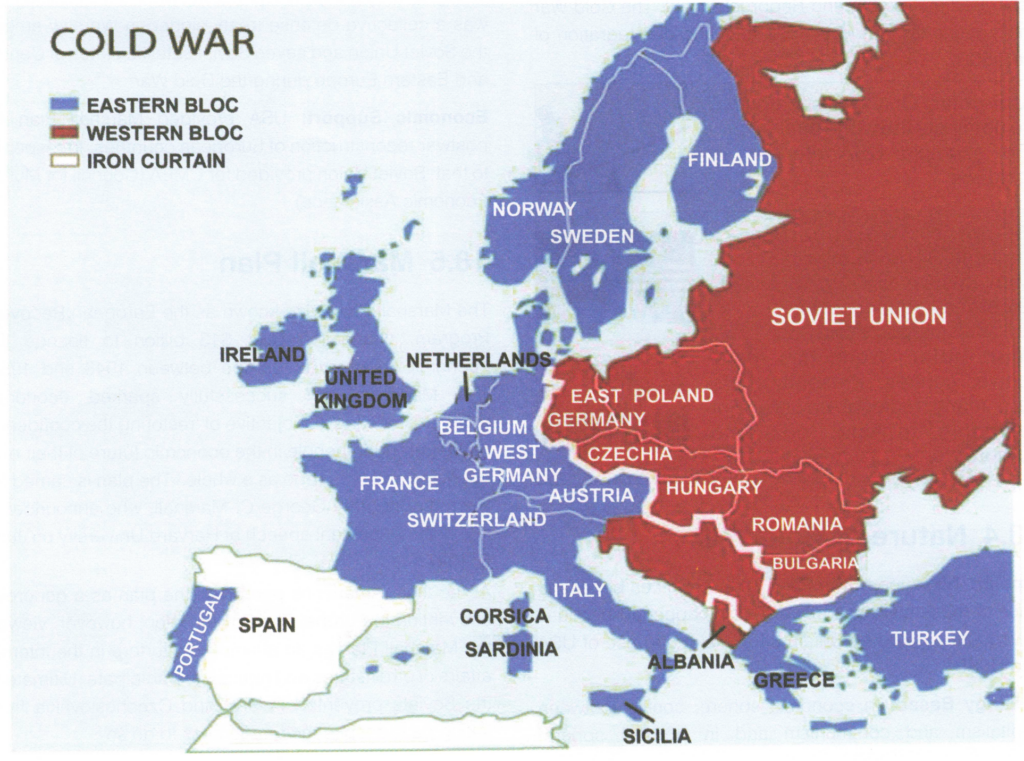 COLD WAR
EASTERN BLOC
WESTERN BLOC
IRON CURTAIN
FINLAND
NORWAY
SWEDEN
SOVIET UNION
IRELAND
NETHERLANDS
UNITED
KINGDOM
EAST POLAND
GERMANY
BELGIUM
WEST
GERMANY
CZECHIA
FRANCE
AUSTRIA
HUNGARY
SWITZERLAND
ROMANIA
BULGARIA
ITALY
PORTUGAL
SPAIN
CORSICA
SARDINIA
ALBANIA
GREECE
TURKEY
SICILIA